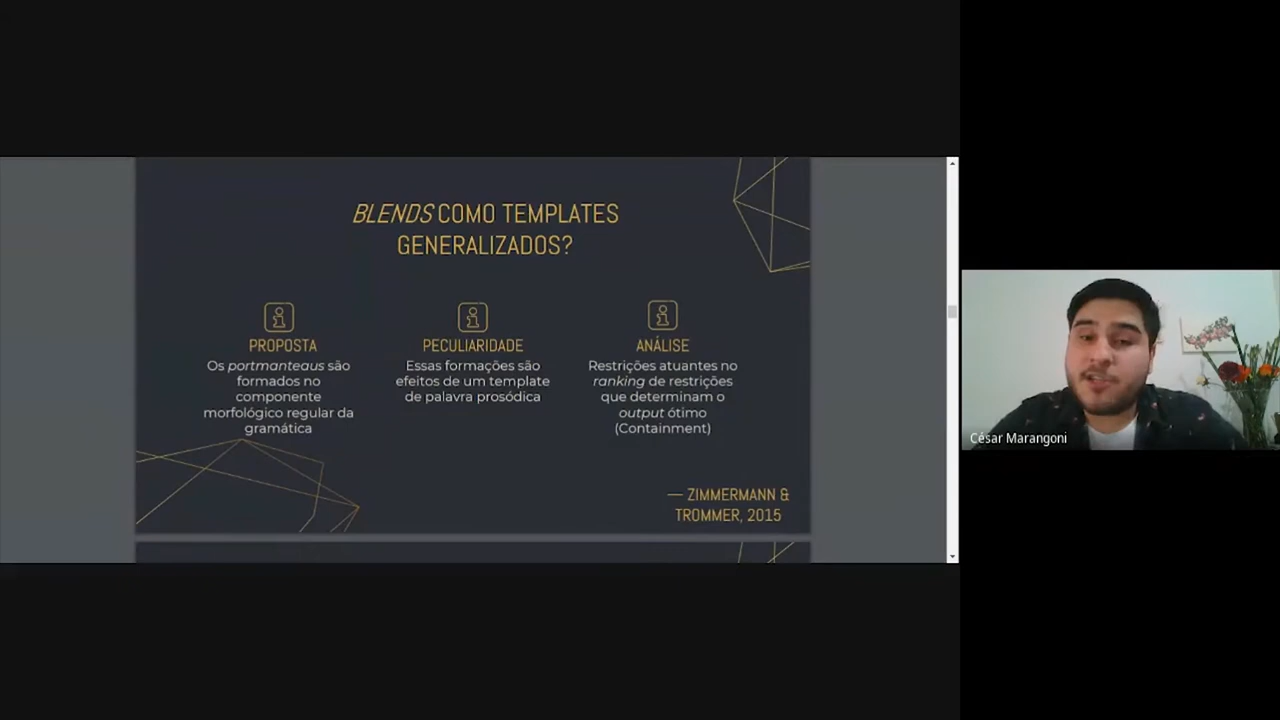 BLENDS COMO TEMPLATES
GENERALIZADOS?
PROPOSTA
Os portmanteaus são
formados no
componente
morfológico regular da
gramática
PECULIARIDADE
Essas formações são
efeitos de um template
de palavra prosódica
ANÁLISE
Restrições atuantes no
ranking de restrições
que determinam o
output ótimo
(Containment)
— ZIMMERMANN &
TROMMER, 2015
César Marangoni